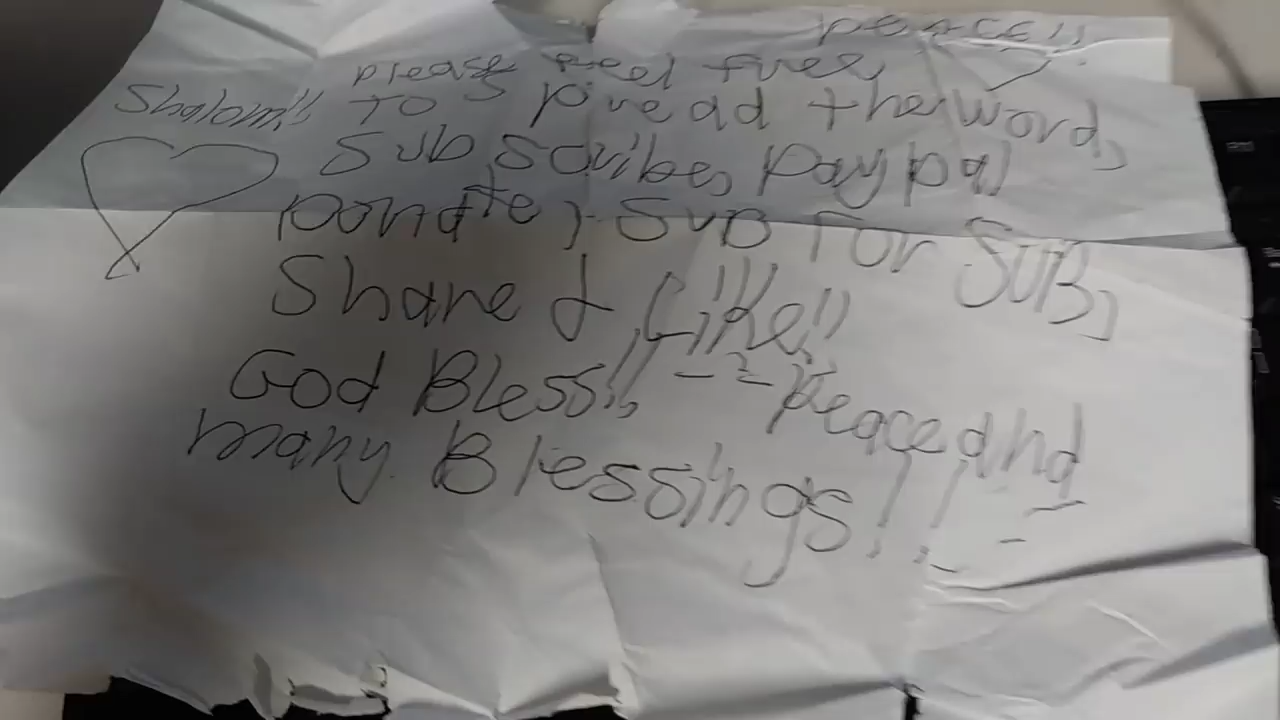 peace!!
please feel free,
Shalom!! TO spread the word,
Subscribe, paypal
Donate, Sub For SUB,
Share & Like!!
God Bless!! - Peace and
many Blessings!!